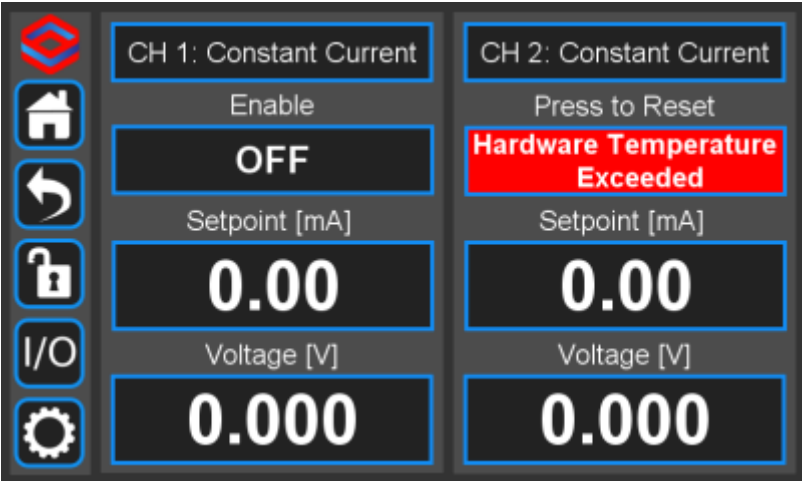 I/O
CH 1: Constant Current
Enable
OFF
Setpoint [mA]
0.00
Voltage [V]
0.000
CH 2: Constant Current
Press to Reset
Hardware Temperature
Exceeded
Setpoint [mA]
0.00
Voltage [V]
0.000